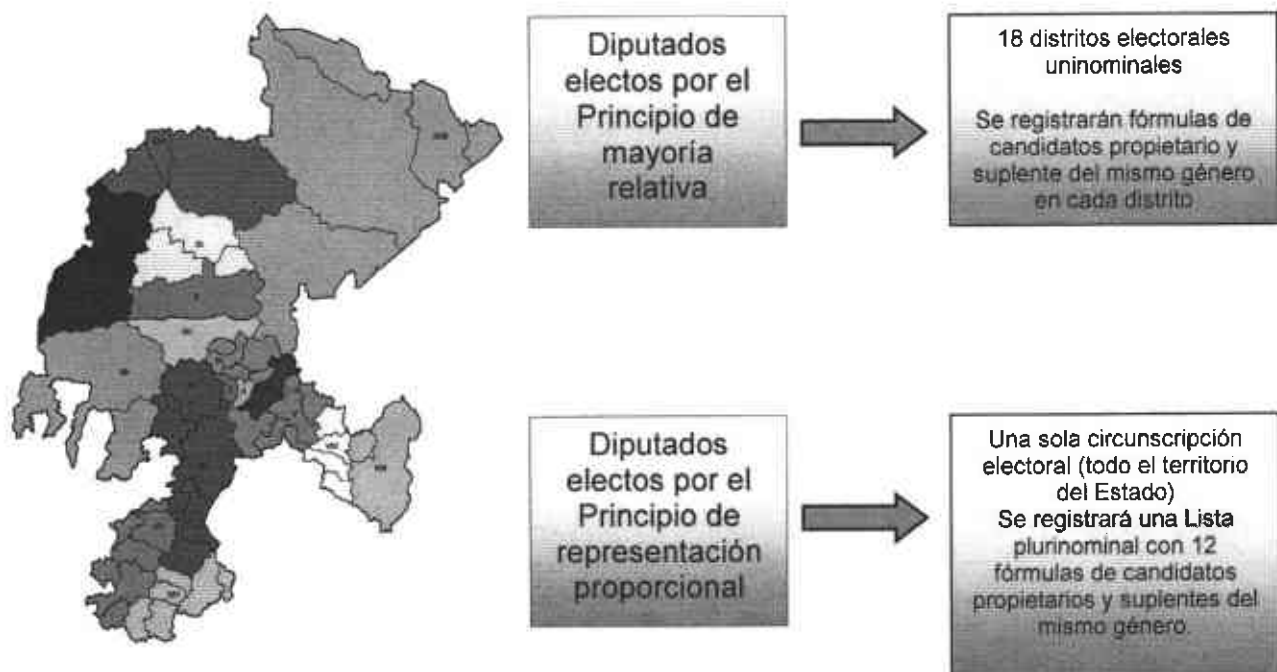 Diputados
electos por el
Principio de
mayoría
relativa
18 distritos electorales
uninominales
Se registrarán fórmulas de
candidatos propietario y
suplente del mismo género
en cada distrito
Diputados
electos por el
Principio de
representación
proporcional
Una sola circunscripción
electoral (todo el territorio
del Estado)
Se registrará una Lista
plurinominal con 12
fórmulas de candidatos
propietarios y suplentes del
mismo género.